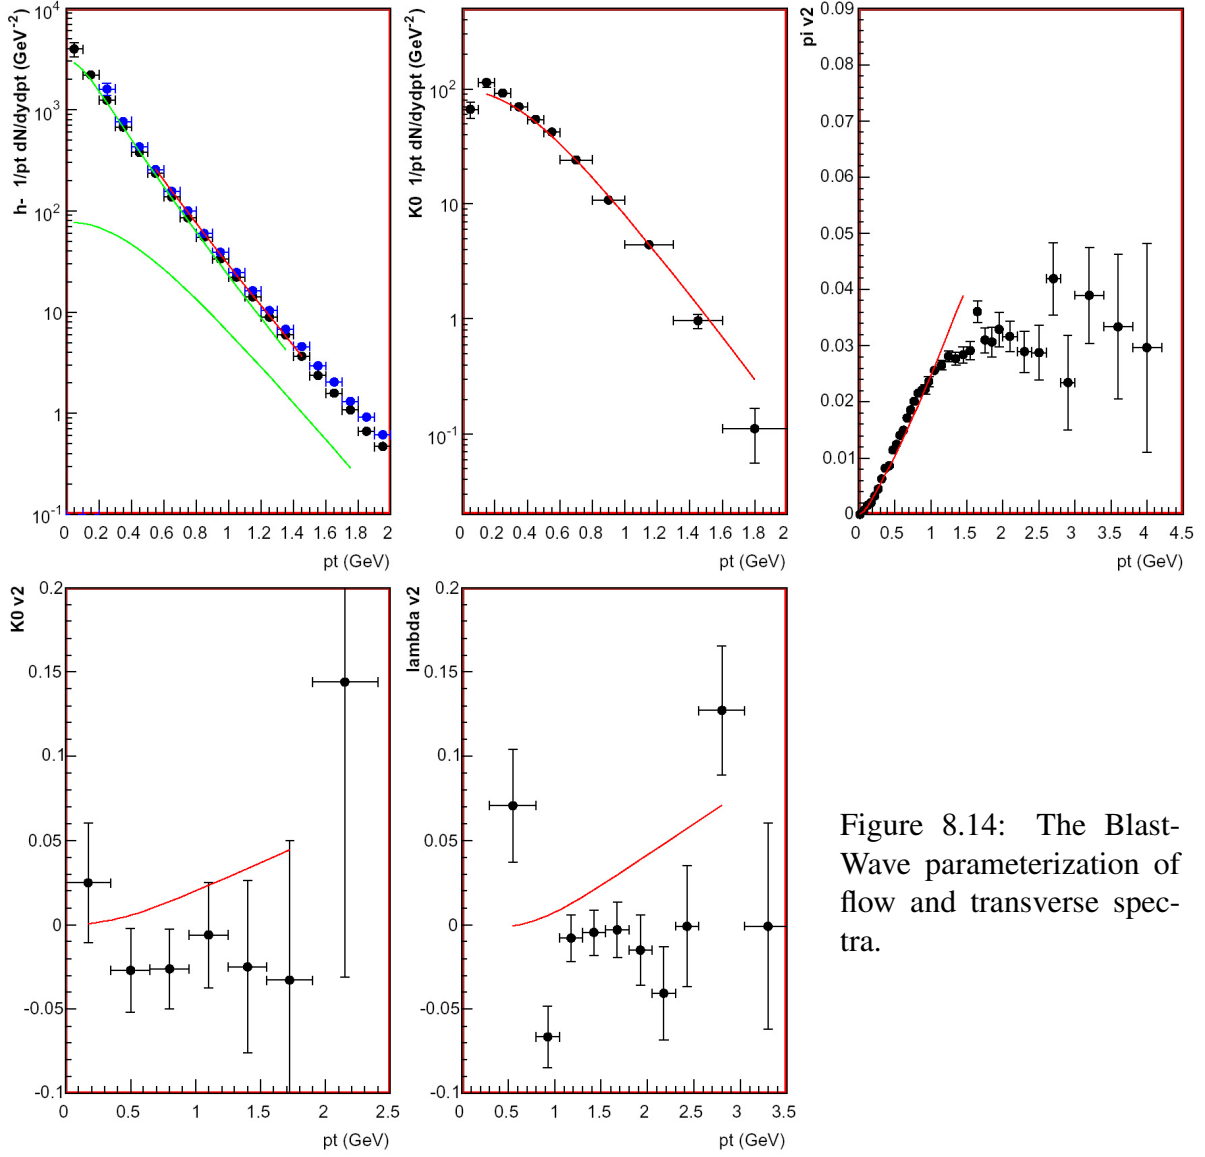 h- 1/pt dN/dydpt (GeV-2)
10^4
10^3
10^2
10
1
10^-1
0 0.2 0.4 0.6 0.8 1 1.2 1.4 1.6 1.8 2
pt (GeV)
K0 1/pt dN/dydpt (GeV-2)
10^2
10
1
10^-1
0 0.2 0.4 0.6 0.8 1 1.2 1.4 1.6 1.8 2
pt (GeV)
pi v2
0.09
0.08
0.07
0.06
0.05
0.04
0.03
0.02
0.01
0
0 0.5 1 1.5 2 2.5 3 3.5 4 4.5
pt (GeV)
K0 v2
0.2
0.15
0.1
0.05
0
-0.05
-0.1
0 0.5 1 1.5 2 2.5
pt (GeV)
lambda v2
0.2
0.15
0.1
0.05
0
-0.05
-0.1
0 0.5 1 1.5 2 2.5 3 3.5
pt (GeV)
Figure 8.14: The Blast-
Wave parameterization of
flow and transverse spec-
tra.